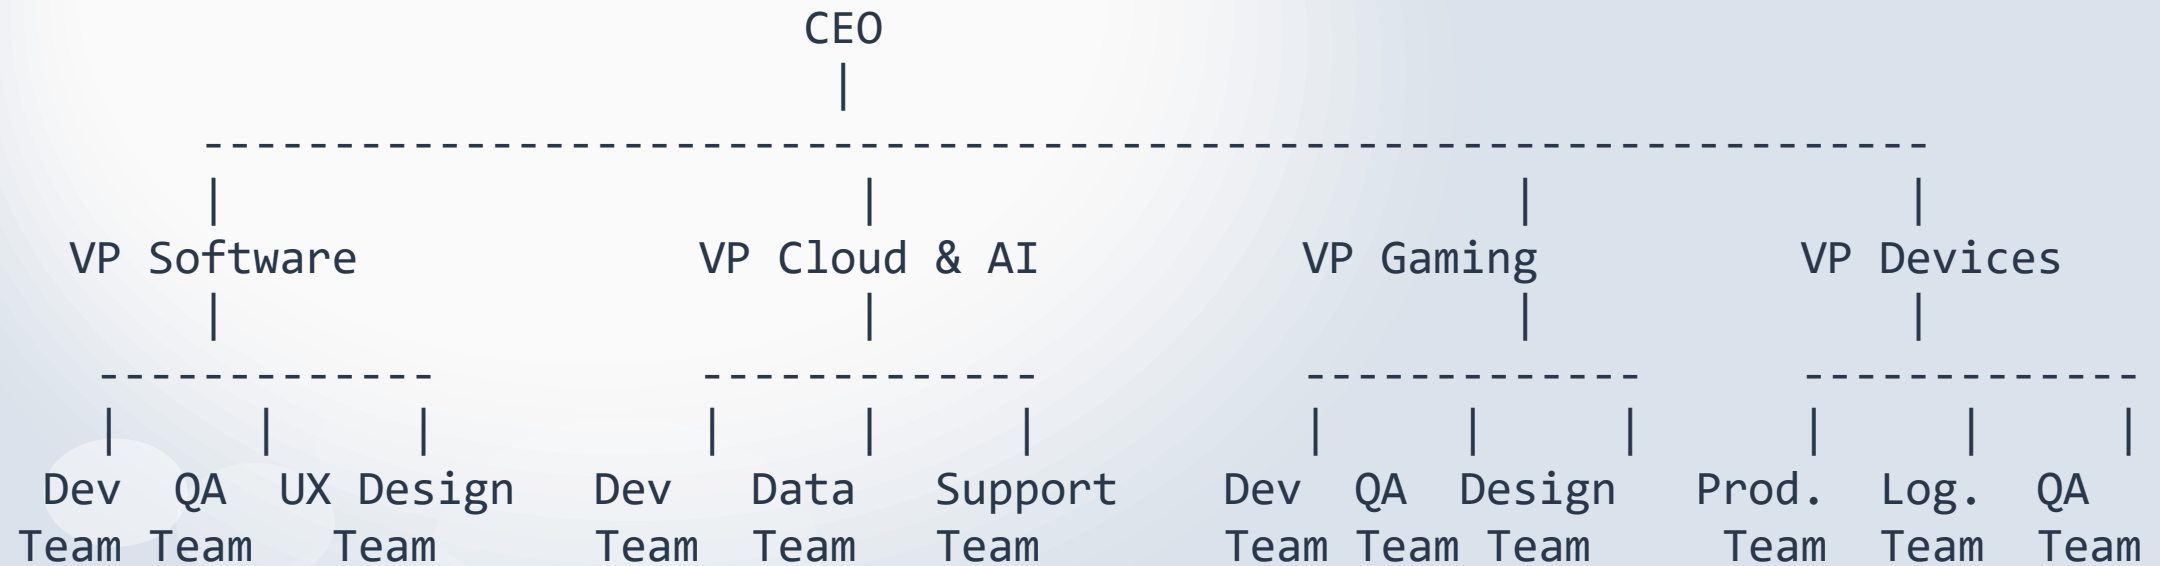 CEO
|
------------------------------------------------------------------
| | | |
VP Software VP Cloud & AI VP Gaming VP Devices
| | | |
------------- ------------- ------------- -------------
| | | | | | | | | | | |
Dev QA UX Design Dev Data Support Dev QA Design Prod. Log. QA
Team Team Team Team Team Team Team Team Team Team Team Team